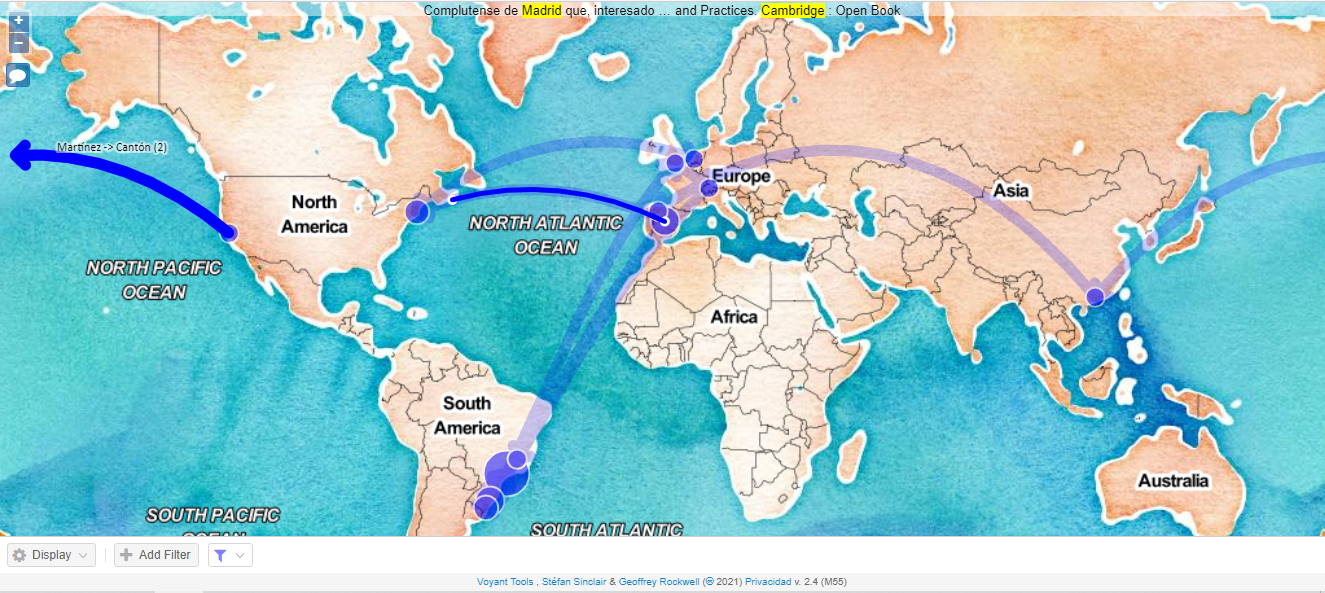 Complutense de Madrid que, interesado ... and Practices. Cambridge : Open Book
+
−
Martínez -> Cantón (2)
Europe
Asia
North
America
NORTH ATLANTIC
OCEAN
NORTH PACIFIC
OCEAN
Africa
South
America
Australia
SOUTH PACIFIC
OCEAN
SOUTH ATLANTIC
Display
Add Filter
Voyant Tools , Stéfan Sinclair & Geoffrey Rockwell (© 2021) Privacidad v. 2.4 (M55)